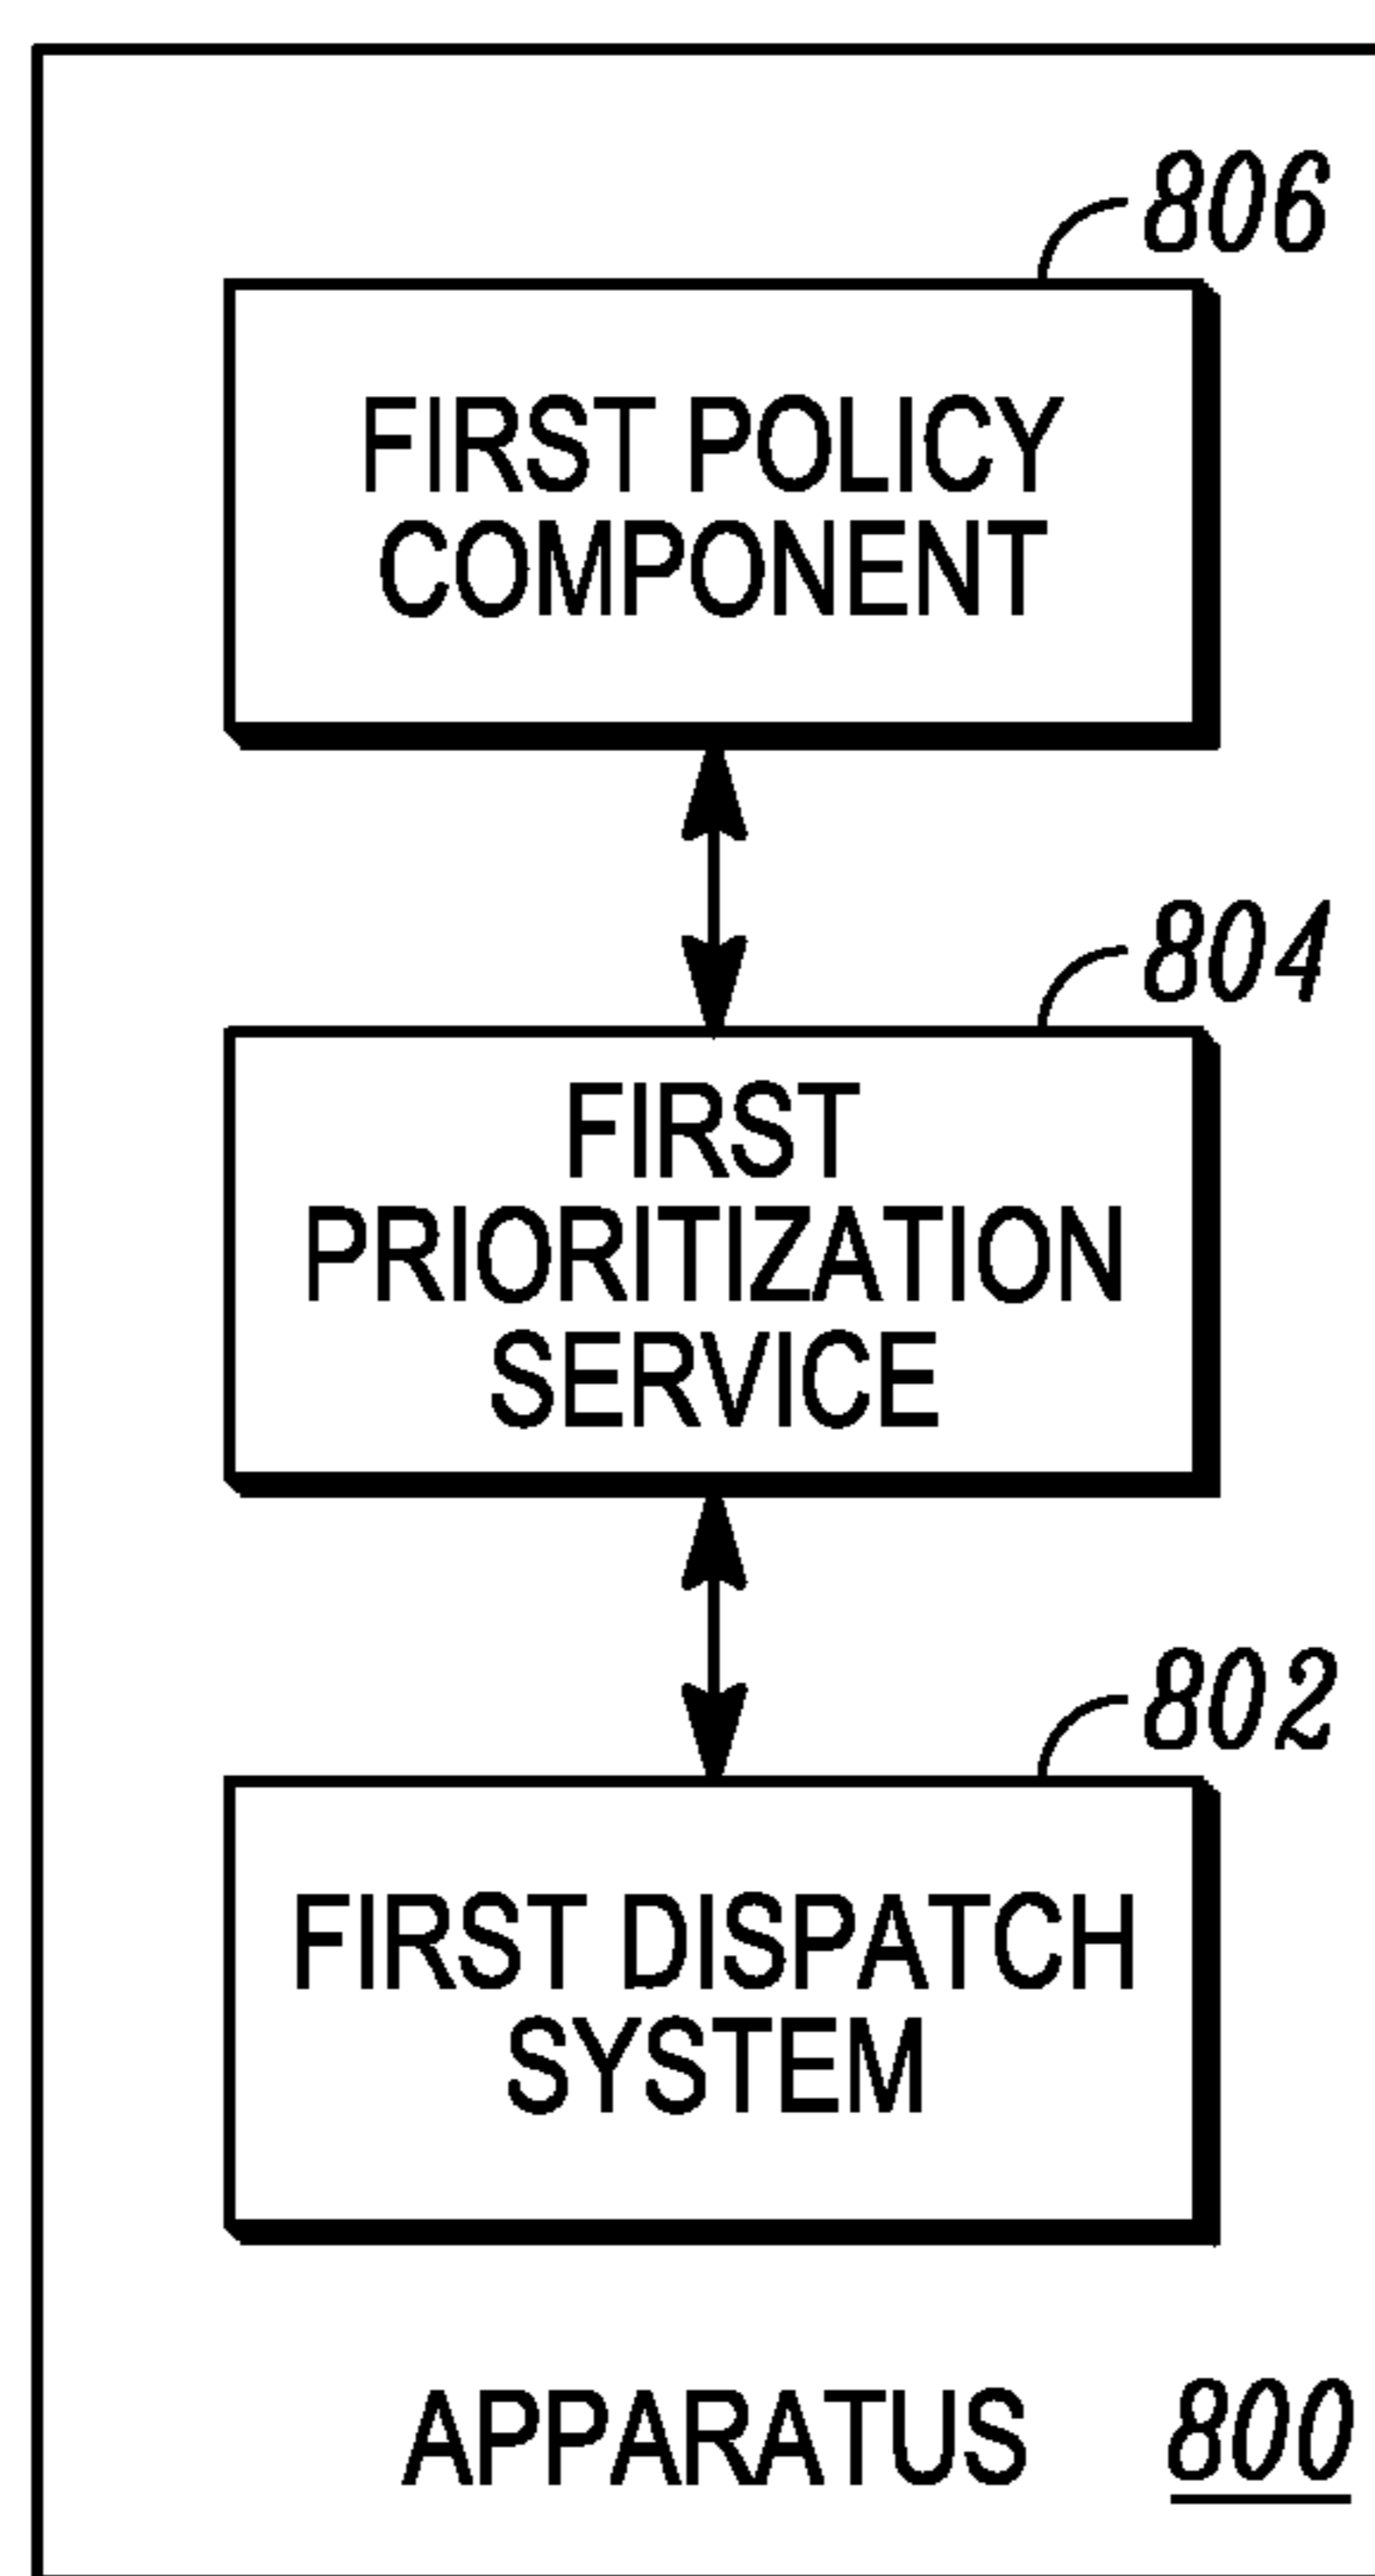 806
FIRST POLICY
COMPONENT
804
FIRST
PRIORITIZATION
SERVICE
802
FIRST DISPATCH
SYSTEM
APPARATUS 800